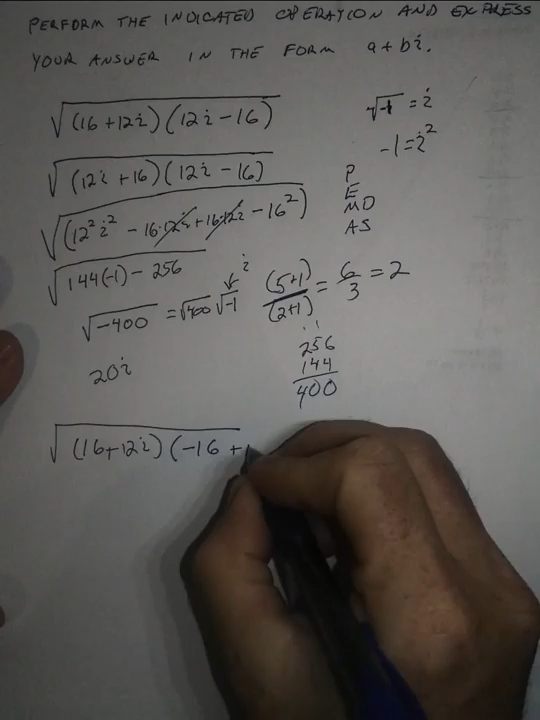 PERFORM THE INDICATED OPERATION AND EXPRESS
YOUR ANSWER IN THE FORM a + bi.
√(16+12i)(12i-16)
√-1 = i
-1 = i²
√(12i+16)(12i-16)
P
E
MD
AS
√(12²i² - 16·12i + 16·12i - 16²)
√144(-1) - 256
√-400 = √400 √-1 i
(5+1)/(2+1) = 6/3 = 2
20i
256
144
400
√(16+12i)(-16+